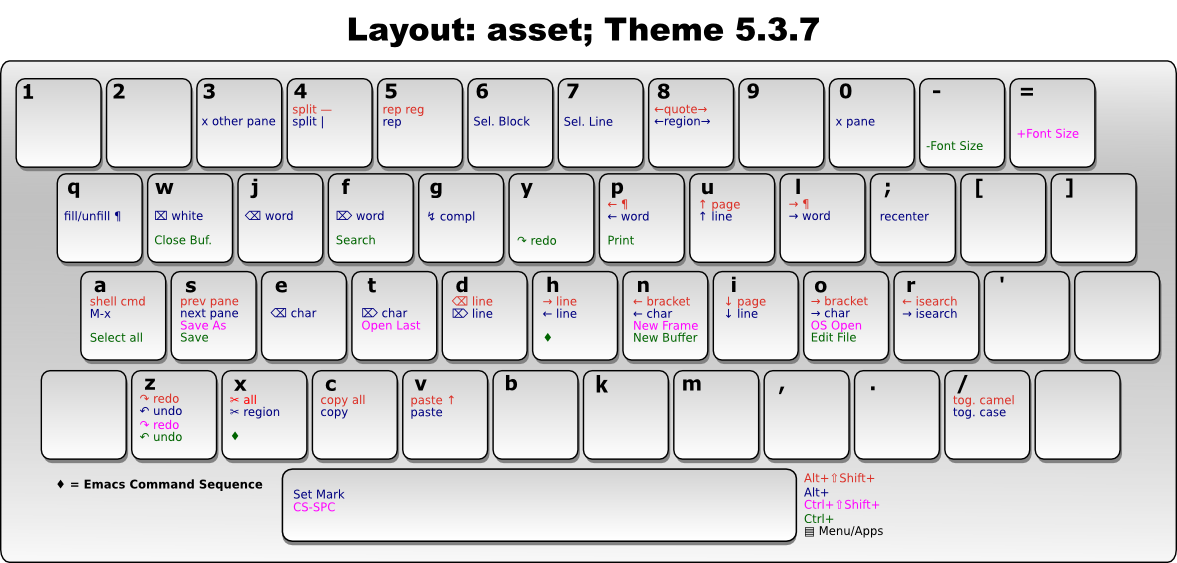 Layout: asset; Theme 5.3.7
1
2
3
x other pane
4
split —
split |
5
rep reg
rep
6
Sel. Block
7
Sel. Line
8
←quote→
←region→
9
0
x pane
-
-Font Size
=
+Font Size
q
fill/unfill ¶
w
⌧ white
Close Buf.
j
⌫ word
f
⌦ word
Search
g
↯ compl
y
↷ redo
p
← ¶
← word
Print
u
↑ page
↑ line
l
→ ¶
→ word
;
recenter
[
]
a
shell cmd
M-x
Select all
s
prev pane
next pane
Save As
Save
e
⌫ char
t
⌦ char
Open Last
d
⌫ line
⌦ line
h
→ line
← line
♦
n
← bracket
← char
New Frame
New Buffer
i
↓ page
↓ line
o
→ bracket
→ char
OS Open
Edit File
r
← isearch
→ isearch
'
z
↷ redo
↶ undo
↷ redo
↶ undo
x
✂ all
✂ region
♦
c
copy all
copy
v
paste ↑
paste
b
k
m
,
.
/
tog. camel
tog. case
♦ = Emacs Command Sequence
Set Mark
CS-SPC
Alt+⇧Shift+
Alt+
Ctrl+⇧Shift+
Ctrl+
▤ Menu/Apps